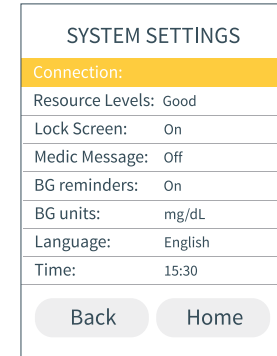 SYSTEM SETTINGS
Connection:
Resource Levels: Good
Lock Screen: On
Medic Message: Off
BG reminders: On
BG units: mg/dL
Language: English
Time: 15:30
Back Home